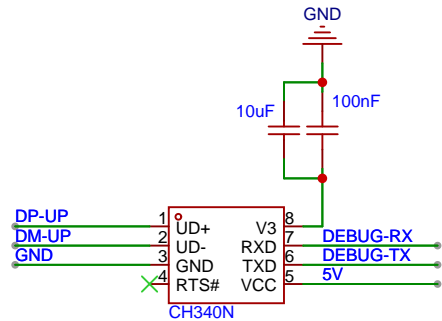 GND
10uF
100nF
DP-UP
1
UD+
V3
8
DM-UP
2
UD-
RXD
7
DEBUG-RX
GND
3
GND
TXD
6
DEBUG-TX
4
RTS#
VCC
5
5V
CH340N